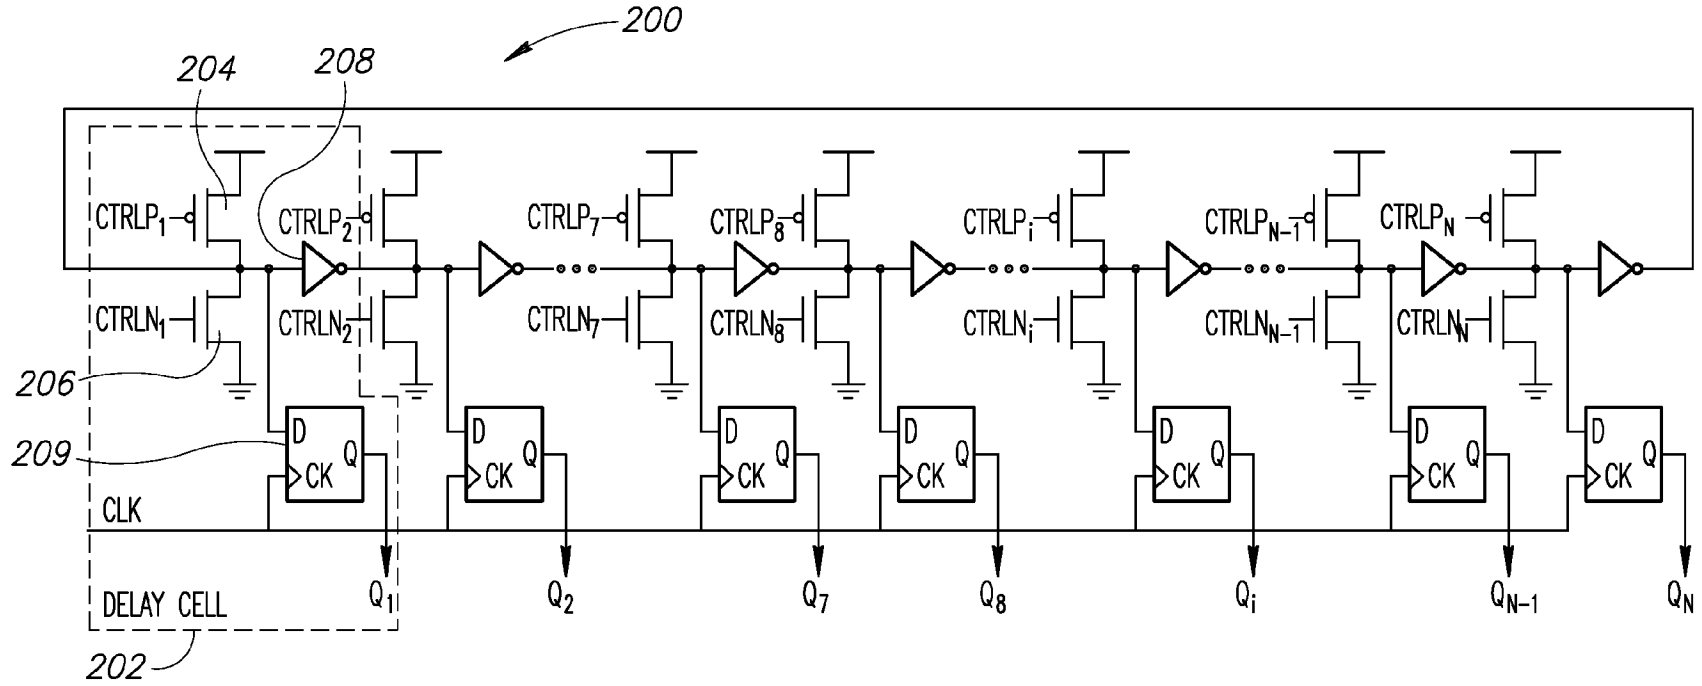 200
204
208
CTRLP1
CTRLP2
CTRLP7
CTRLP8
CTRLPi
CTRLPN-1
CTRLPN
CTRLN1
CTRLN2
CTRLN7
CTRLN8
CTRLNi
CTRLNN-1
CTRLNN
206
209
D Q CK
D Q CK
D Q CK
D Q CK
D Q CK
D Q CK
D Q CK
CLK
DELAY CELL
Q1
Q2
Q7
Q8
Qi
QN-1
QN
202